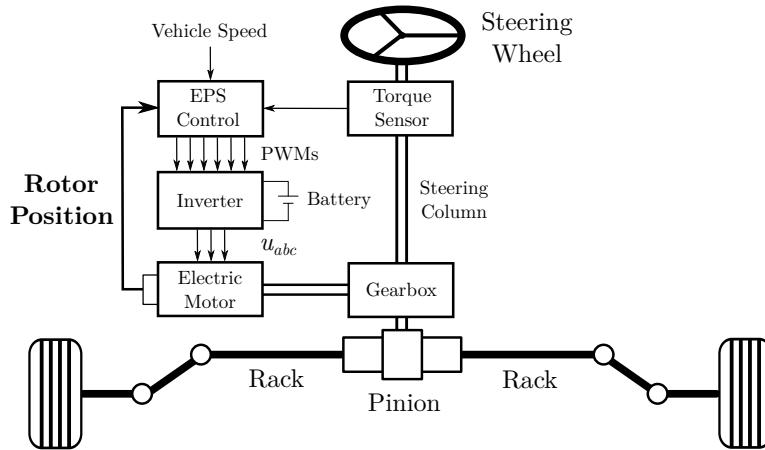 Vehicle Speed
Steering
Wheel
EPS
Control
Torque
Sensor
PWMs
Rotor
Position
Inverter
Battery
Steering
Column
u_abc
Electric
Motor
Gearbox
Rack
Pinion
Rack